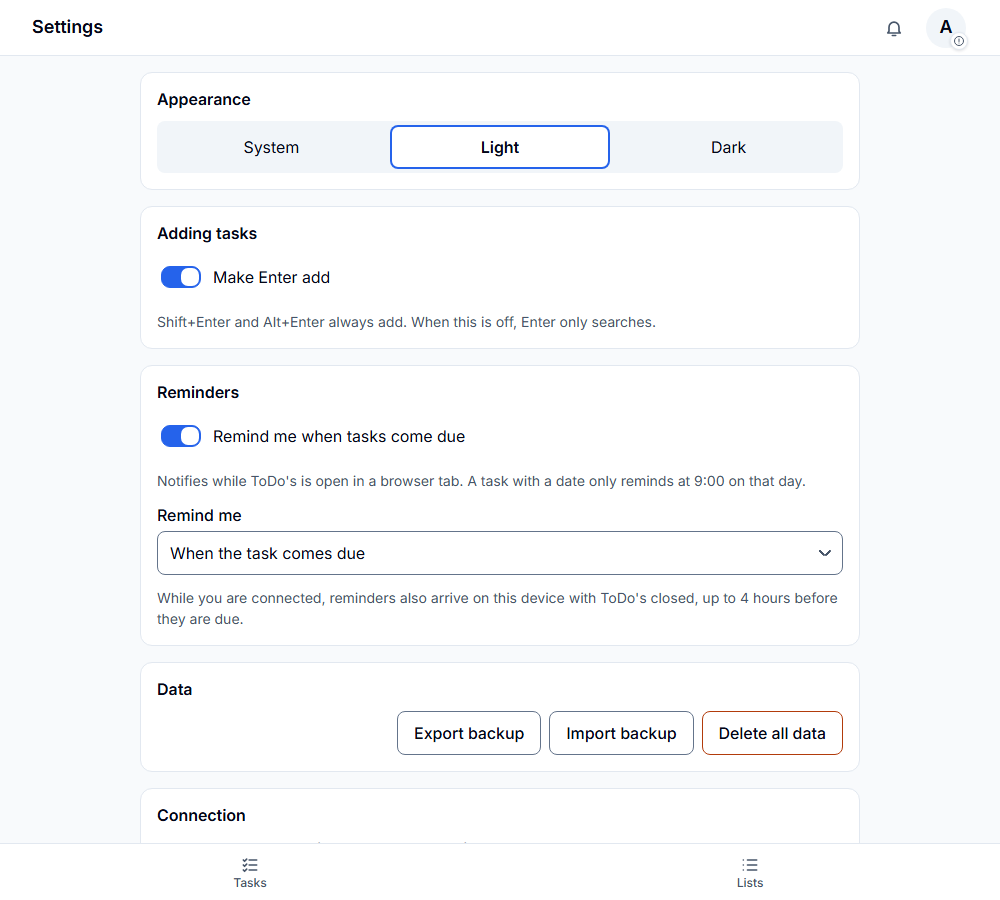 Settings
A
Appearance
System
Light
Dark
Adding tasks
Make Enter add
Shift+Enter and Alt+Enter always add. When this is off, Enter only searches.
Reminders
Remind me when tasks come due
Notifies while ToDo's is open in a browser tab. A task with a date only reminds at 9:00 on that day.
Remind me
When the task comes due
While you are connected, reminders also arrive on this device with ToDo's closed, up to 4 hours before
they are due.
Data
Export backup
Import backup
Delete all data
Connection
Tasks
Lists